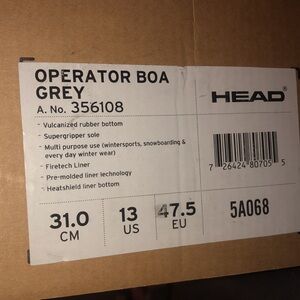 OPERATOR BOA
GREY
A. No. 356108
HEAD
- Vulcanized rubber bottom
- Supergripper sole
- Multi purpose use (wintersports, snowboarding &
every day winter wear)
- Firetech Liner
- Pre-molded liner technology
- Heatshield liner bottom
7 26424 80705 5
31.0
CM
13
US
47.5
EU
5A068